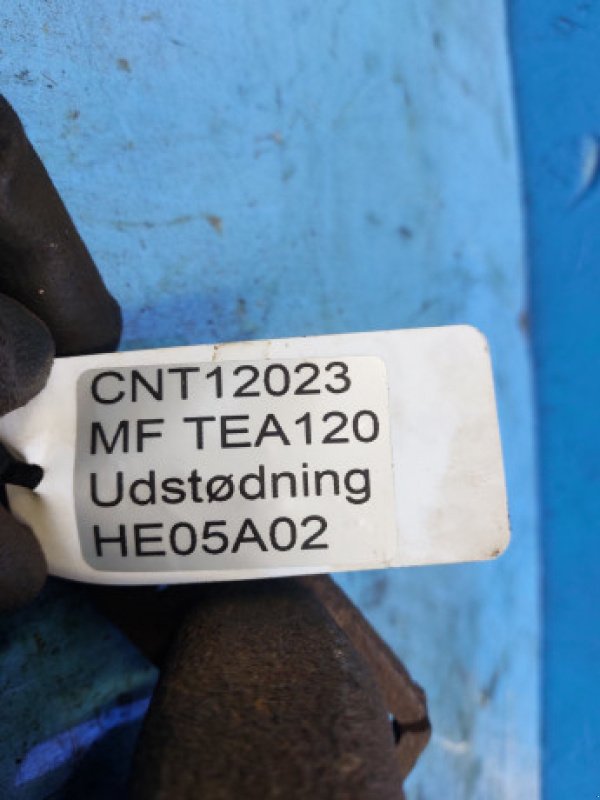 CNT12023
MF TEA120
Udstødning
HE05A02